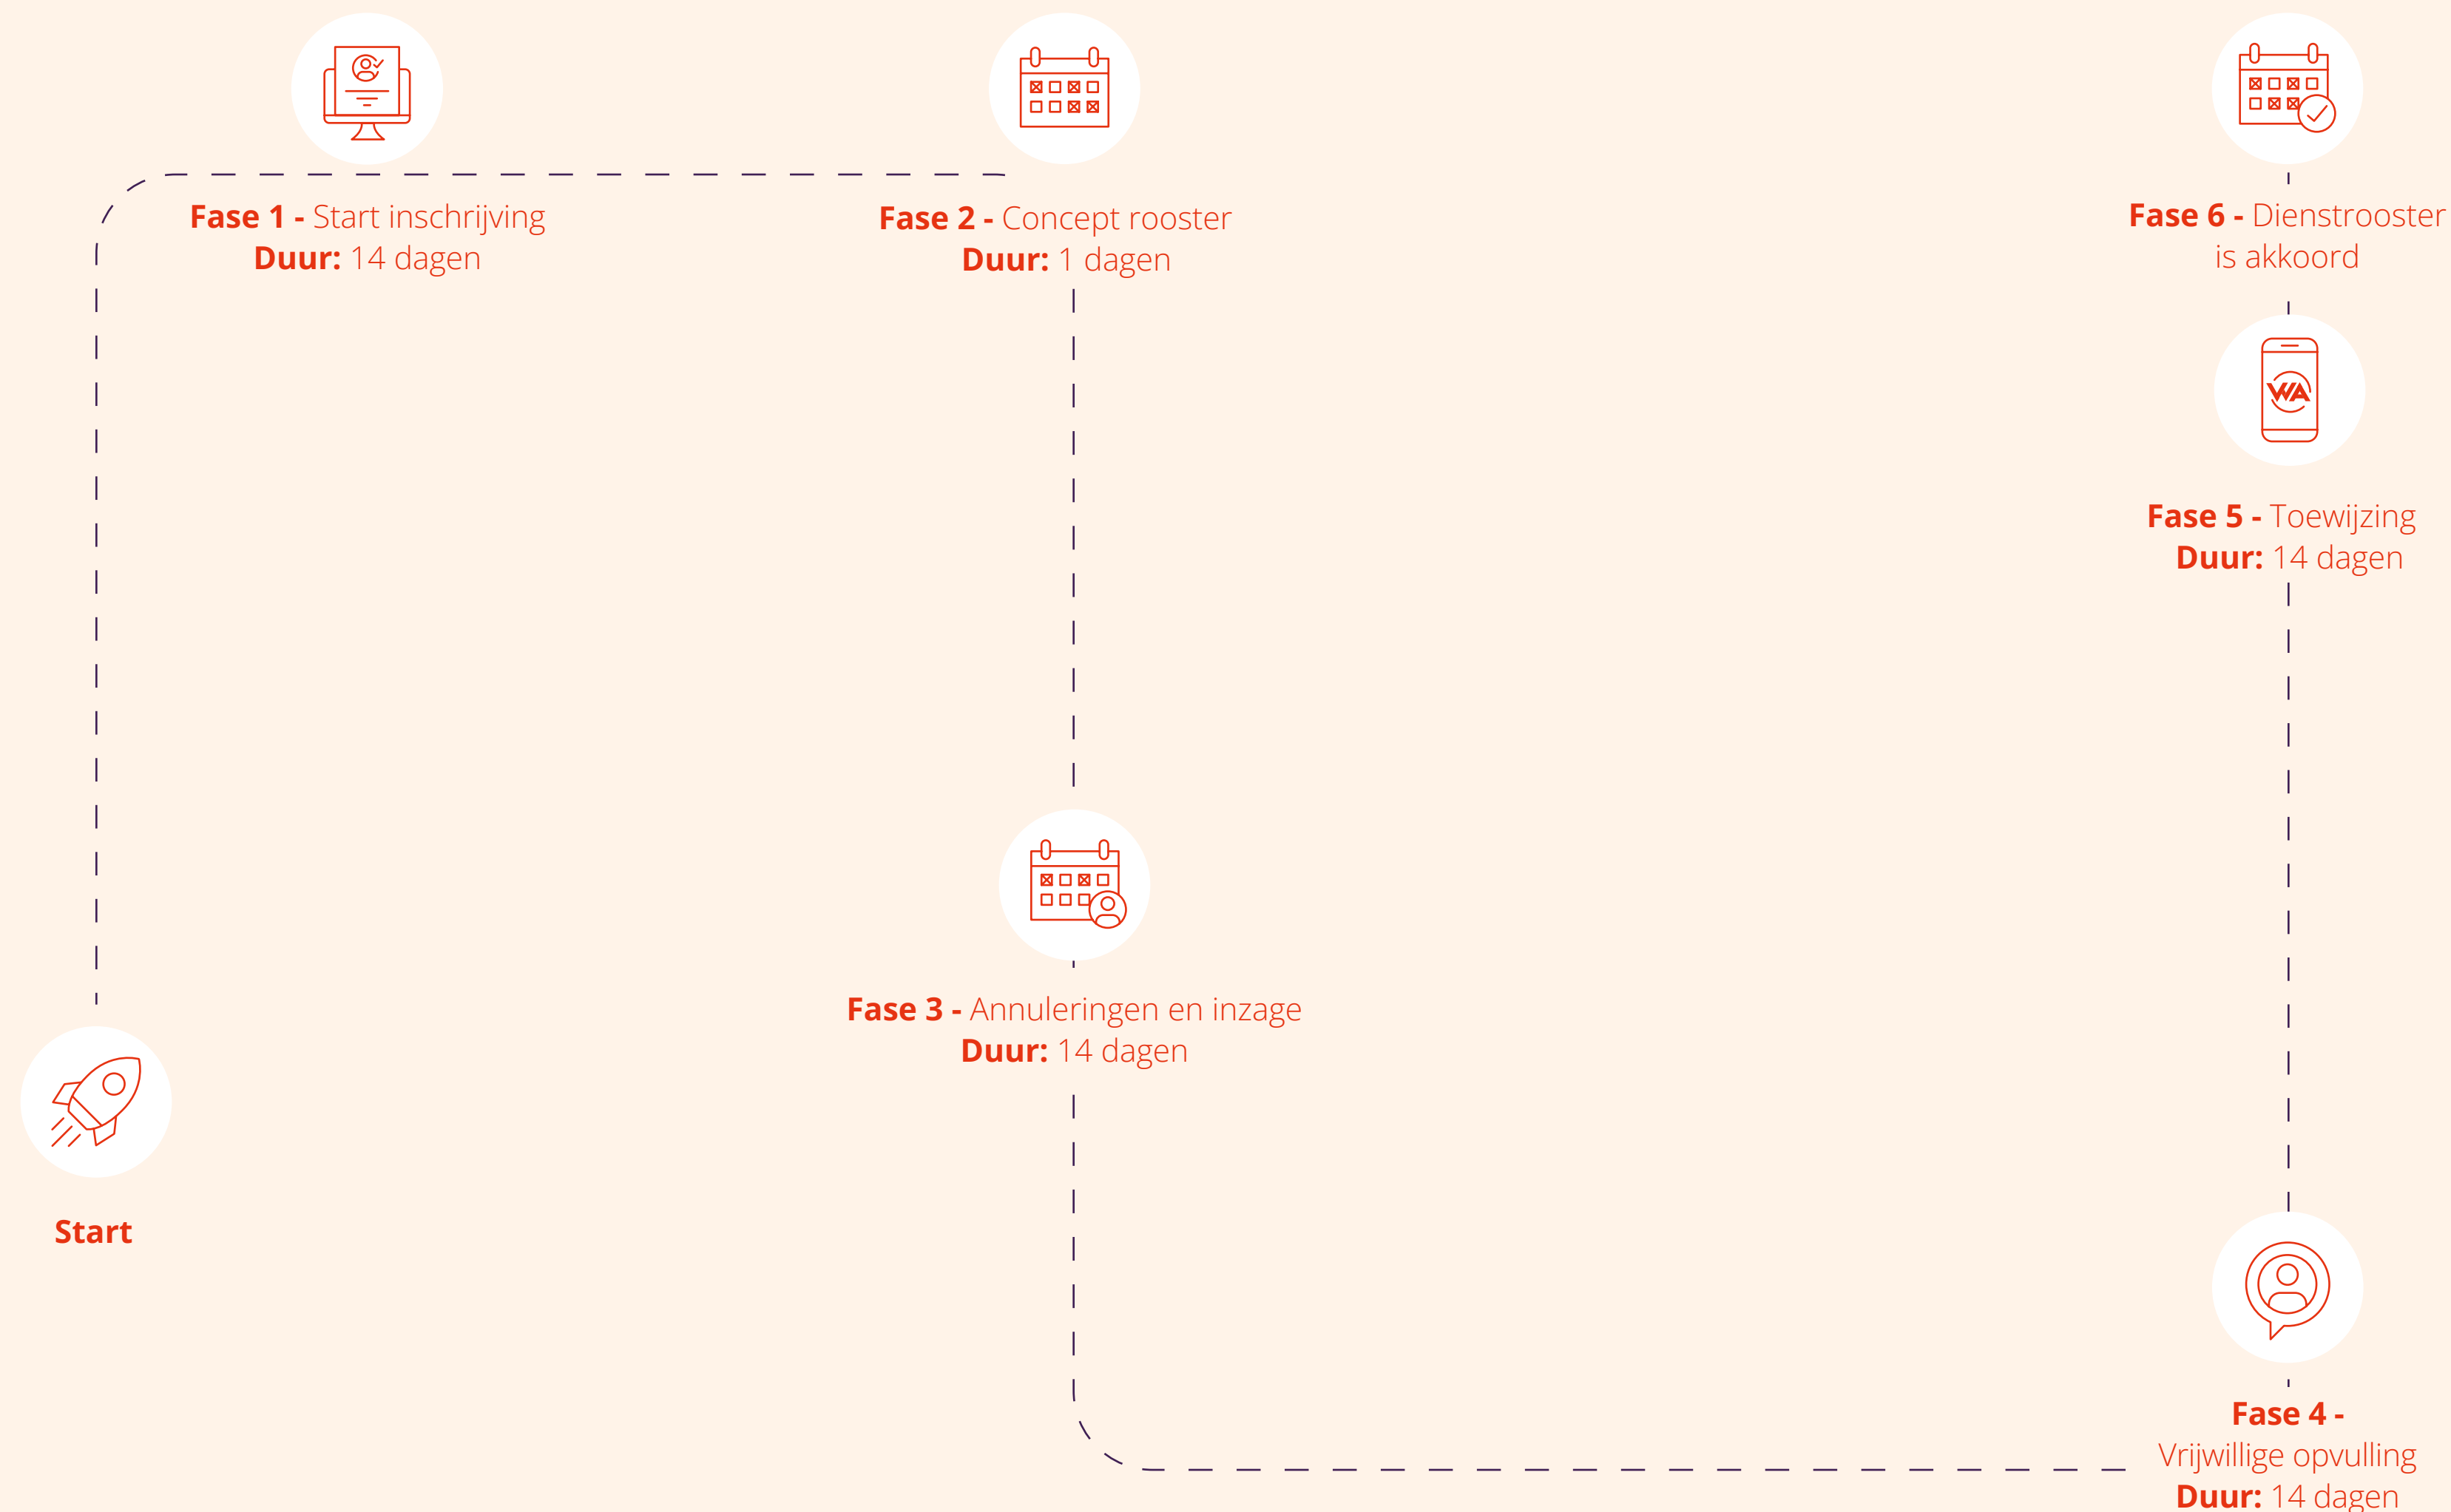 Fase 1 - Start inschrijving
Duur: 14 dagen
Fase 2 - Concept rooster
Duur: 1 dagen
Fase 6 - Dienstrooster
is akkoord
WA
Fase 5 - Toewijzing
Duur: 14 dagen
Fase 3 - Annuleringen en inzage
Duur: 14 dagen
Start
Fase 4 -
Vrijwillige opvulling
Duur: 14 dagen